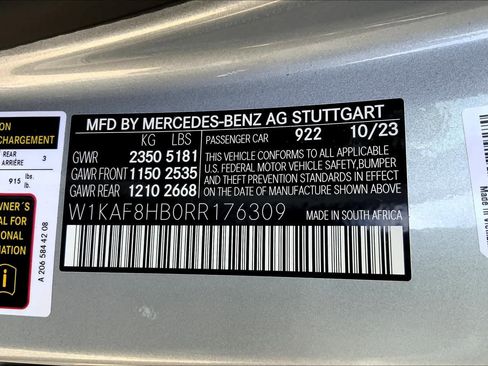 ON
CHARGEMENT
REAR
ARRIÈRE
3
915
lbs.
lb.
WNER´S
AL FOR
IONAL
ATION
i
A 206 584 42 08
MFD BY MERCEDES-BENZ AG STUTTGART
KG LBS
PASSENGER CAR 922 10/23
GVWR 2350 5181
GAWR FRONT 1150 2535
GAWR REAR 1210 2668
THIS VEHICLE CONFORMS TO ALL APPLICABLE
U.S. FEDERAL MOTOR VEHICLE SAFETY,BUMPER
AND THEFT PREVENTION STANDARDS IN EFFECT
ON THE DATE OF MANUFACTURE SHOWN ABOVE.
W1KAF8HB0RR176309
MADE IN SOUTH AFRICA